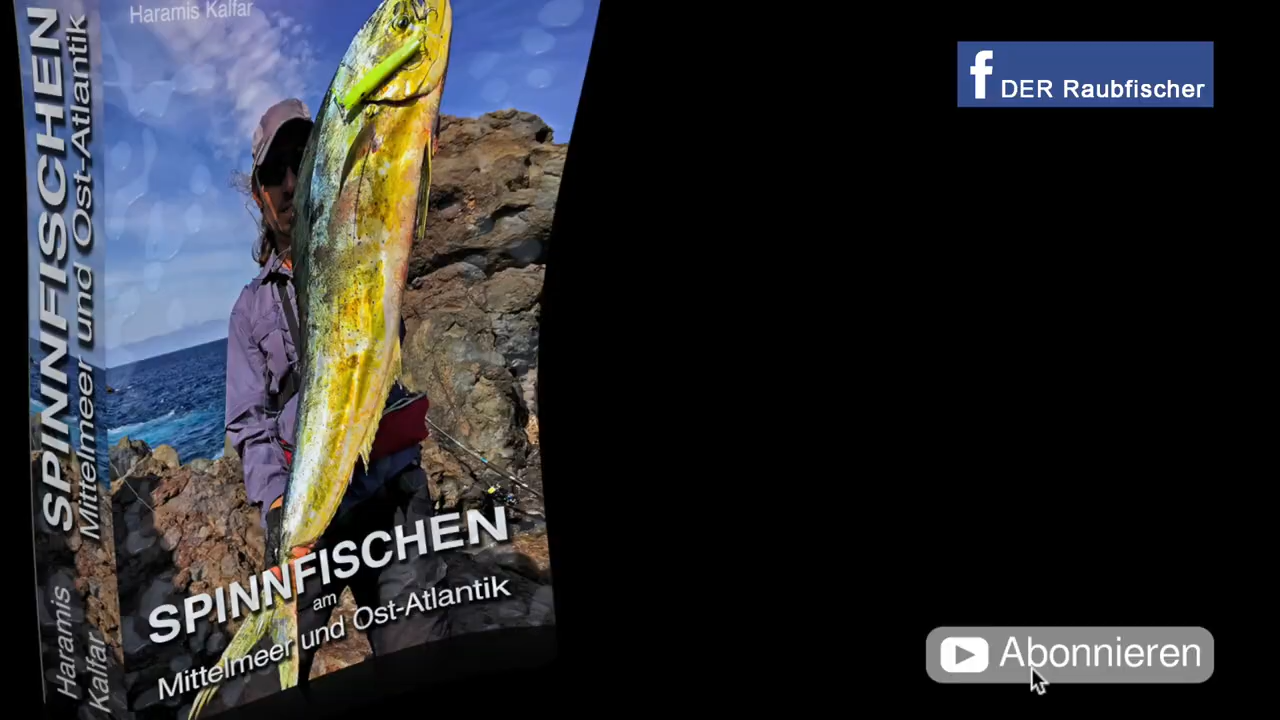 Haramis Kalfar
SPINNFISCHEN
Mittelmeer und Ost-Atlantik
Haramis
Kalfar
SPINNFISCHEN
am
Mittelmeer und Ost-Atlantik
f DER Raubfischer
Abonnieren